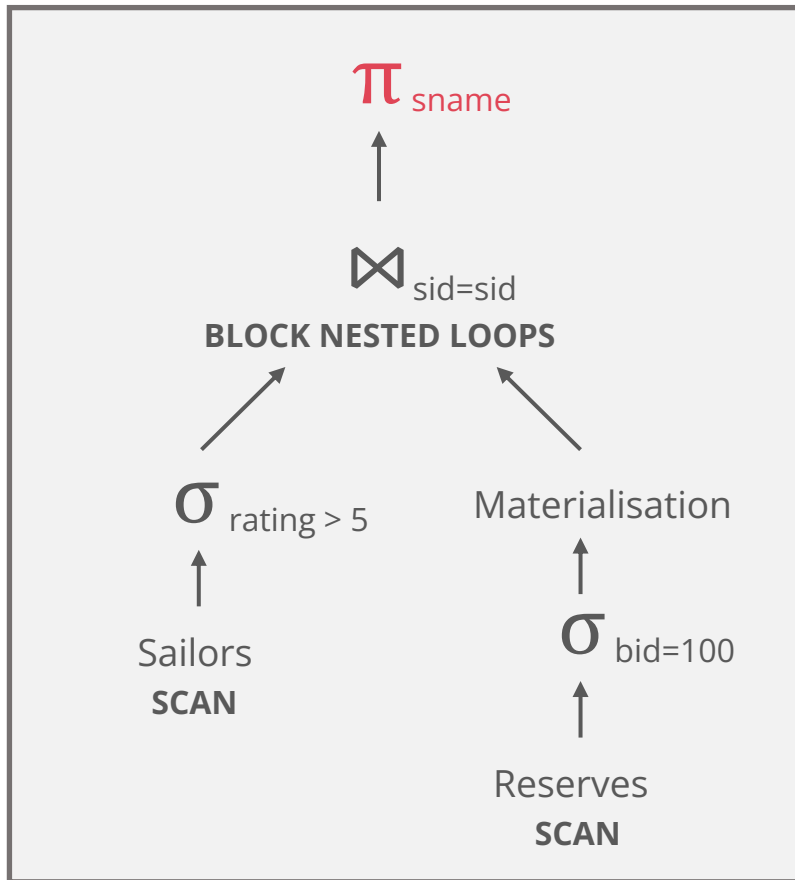 π sname
⋈ sid=sid
BLOCK NESTED LOOPS
σ rating > 5
Materialisation
Sailors
SCAN
σ bid=100
Reserves
SCAN